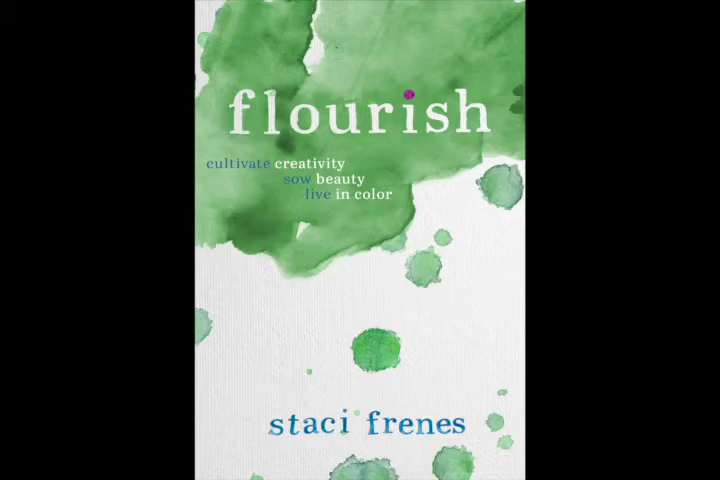 flourish
cultivate creativity
sow beauty
live in color
staci frenes